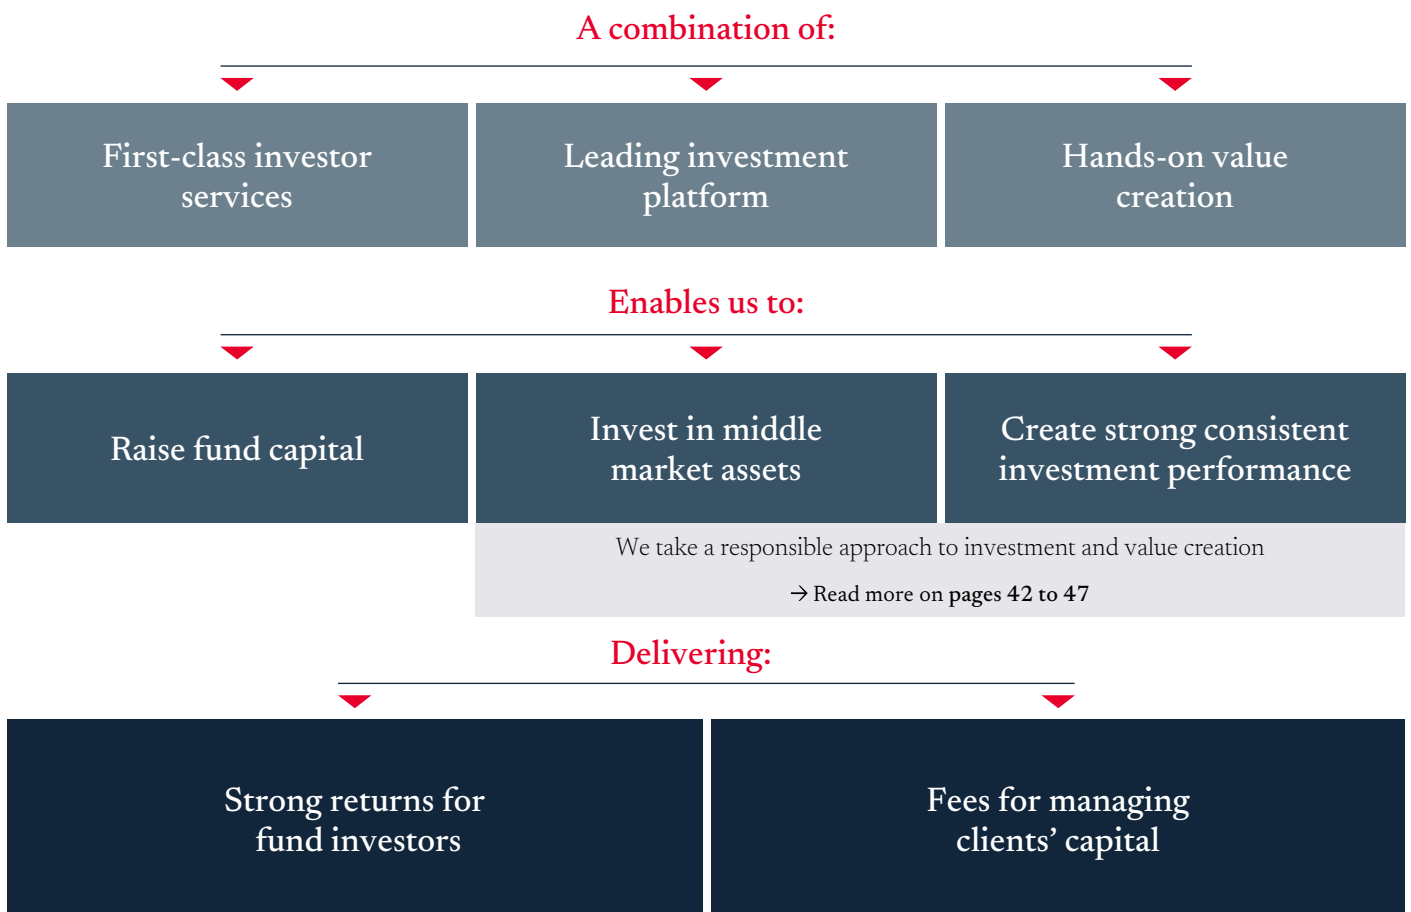 A combination of:
First-class investor
services
Leading investment
platform
Hands-on value
creation
Enables us to:
Raise fund capital
Invest in middle
market assets
Create strong consistent
investment performance
We take a responsible approach to investment and value creation
→ Read more on pages 42 to 47
Delivering:
Strong returns for
fund investors
Fees for managing
clients’ capital